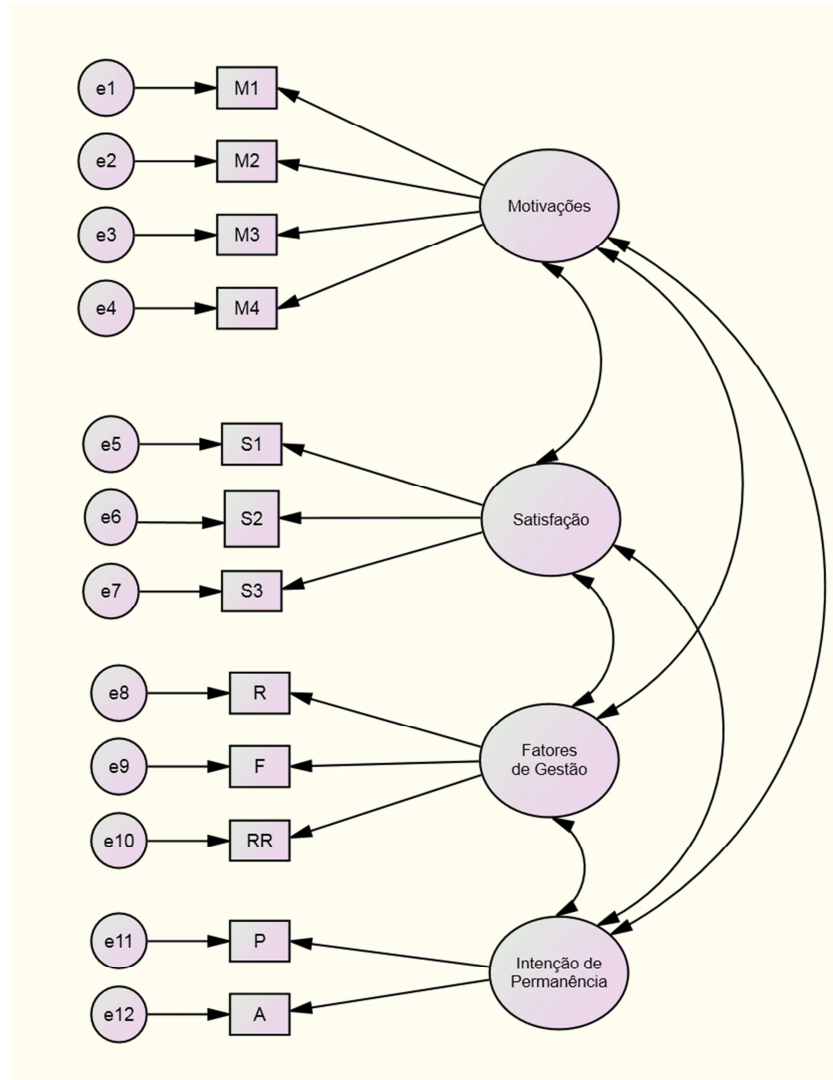 e1 M1
e2 M2
e3 M3
e4 M4
Motivações
e5 S1
e6 S2
e7 S3
Satisfação
e8 R
e9 F
e10 RR
Fatores
de Gestão
e11 P
e12 A
Intenção de
Permanência